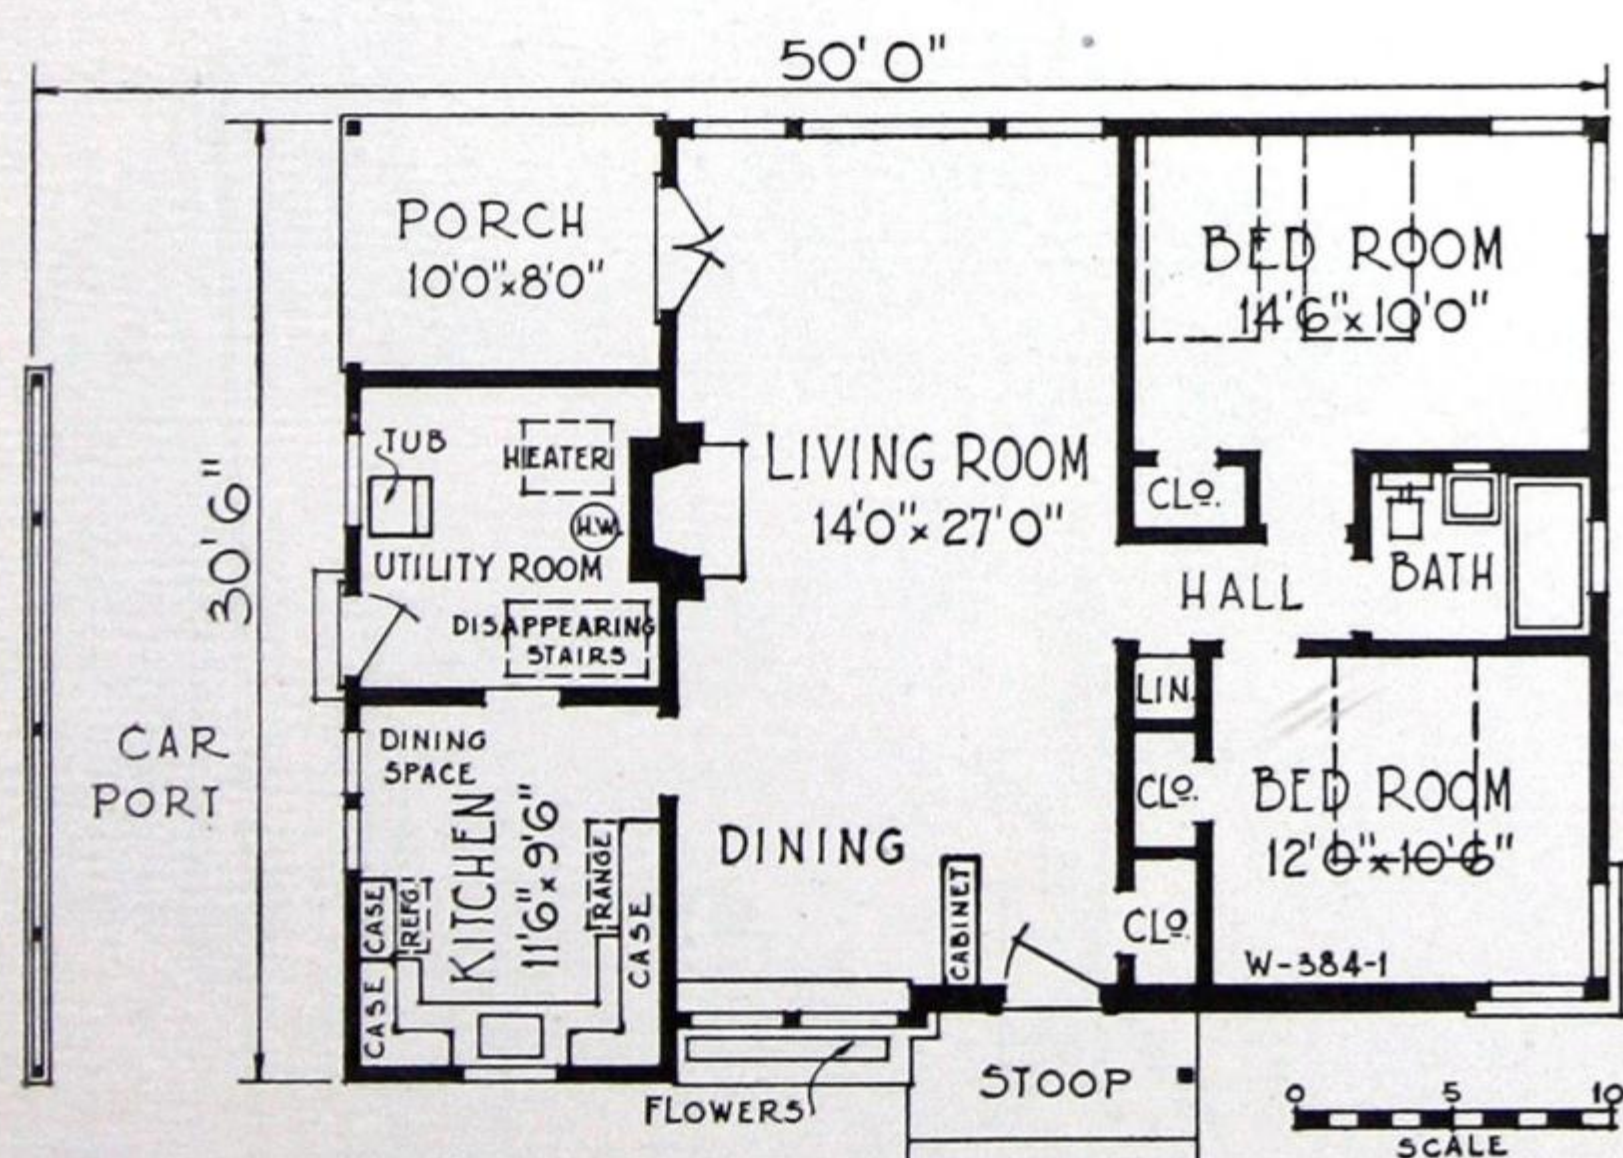 50'0"
PORCH
10'0"x8'0"
BED ROOM
14'6"x10'0"
30'6"
TUB
HEATER
H.W.
UTILITY ROOM
DISAPPEARING
STAIRS
LIVING ROOM
14'0"x27'0"
CLO.
BATH
HALL
LIN.
CAR
PORT
DINING
SPACE
KITCHEN
11'6"x9'6"
RANGE
CASE
REFG.
CASE
CASE
DINING
CABINET
CLO.
CLO.
BED ROOM
12'0"x10'6"
W-384-1
FLOWERS
STOOP
0 5 10
SCALE